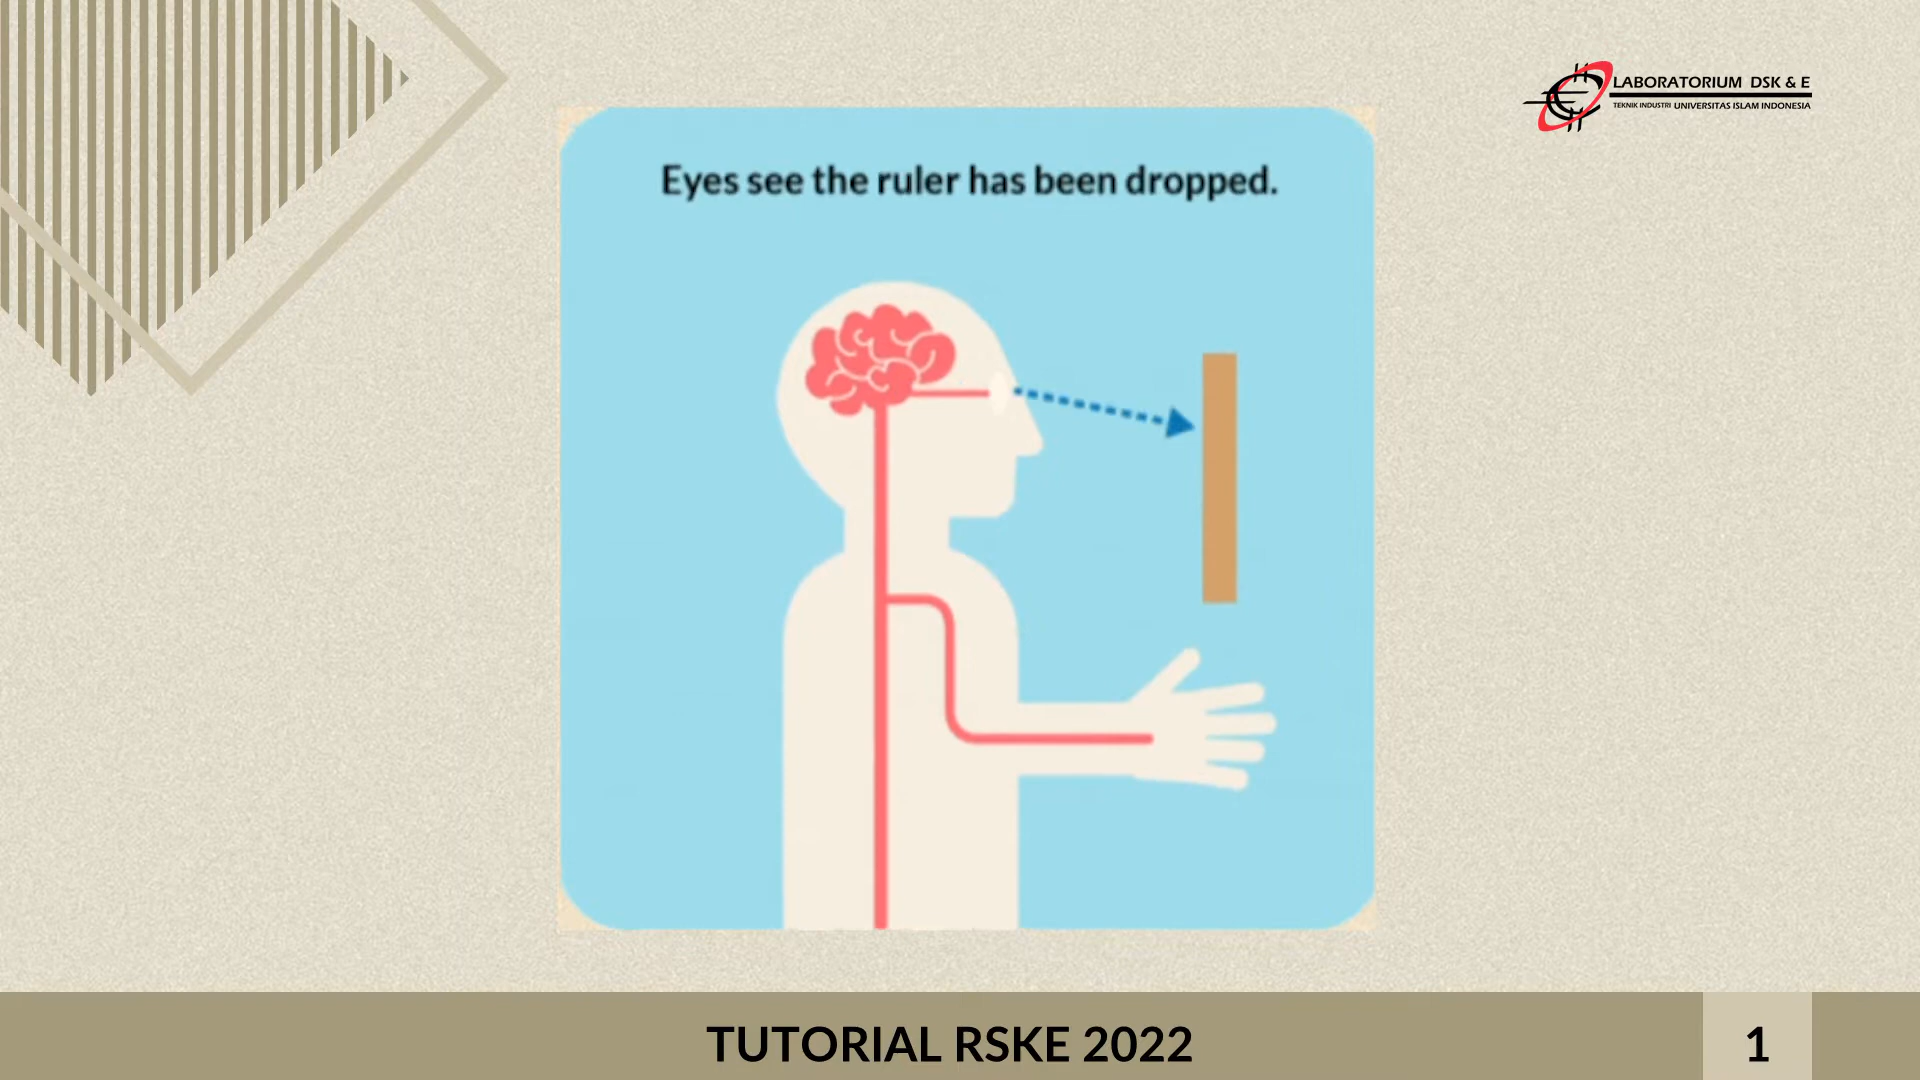 LABORATORIUM DSK & E
TEKNIK INDUSTRI UNIVERSITAS ISLAM INDONESIA
Eyes see the ruler has been dropped.
TUTORIAL RSKE 2022
1